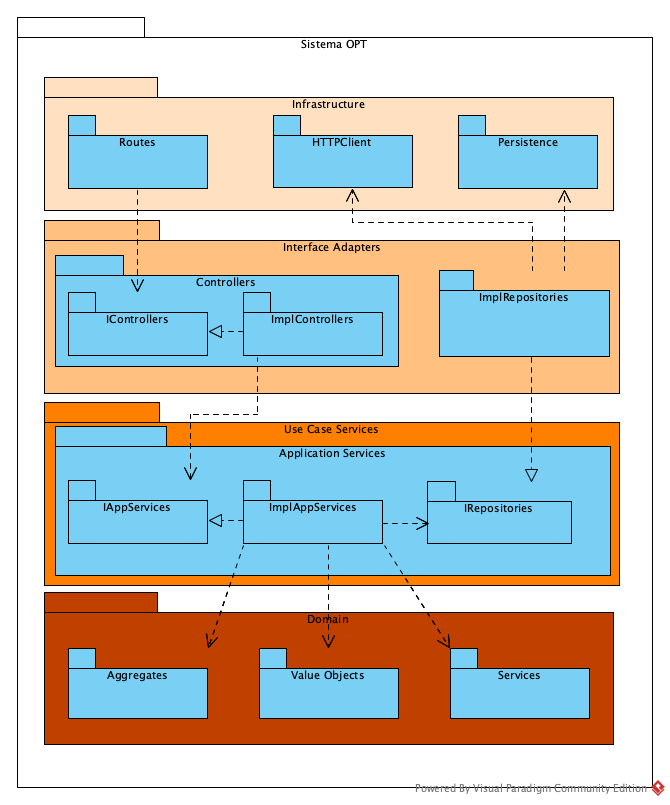 Sistema OPT
Infrastructure
Routes
HTTPClient
Persistence
Interface Adapters
Controllers
IControllers
ImplControllers
ImplRepositories
Use Case Services
Application Services
IAppServices
ImplAppServices
IRepositories
Domain
Aggregates
Value Objects
Services
Powered By Visual Paradigm Community Edition